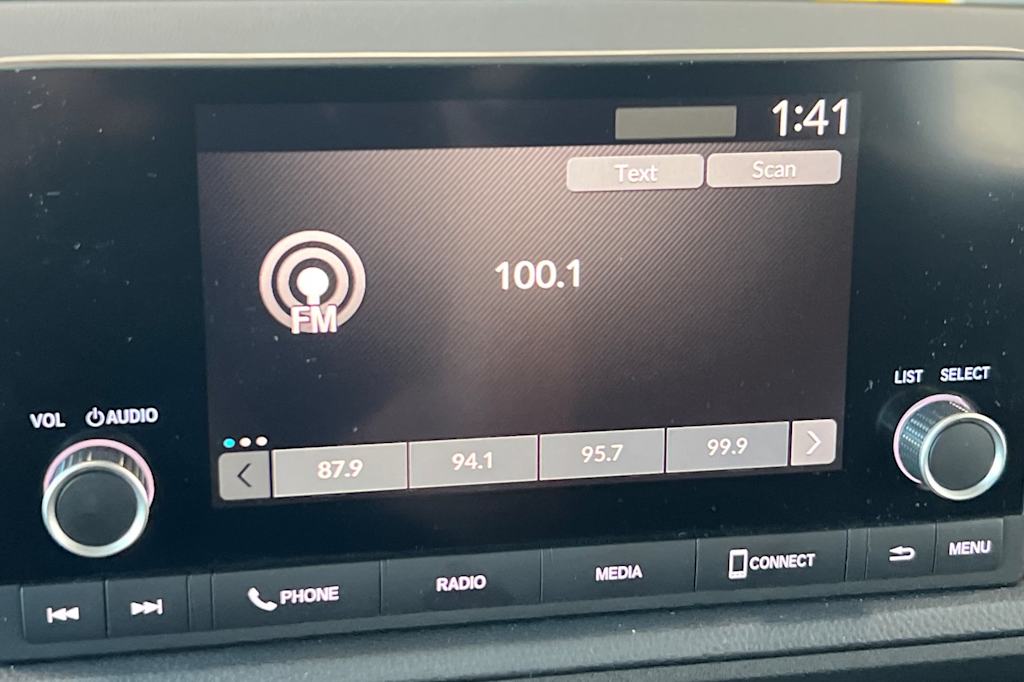 1:41
Text Scan
100.1
FM
VOL AUDIO
LIST SELECT
87.9 94.1 95.7 99.9
PHONE RADIO MEDIA CONNECT MENU